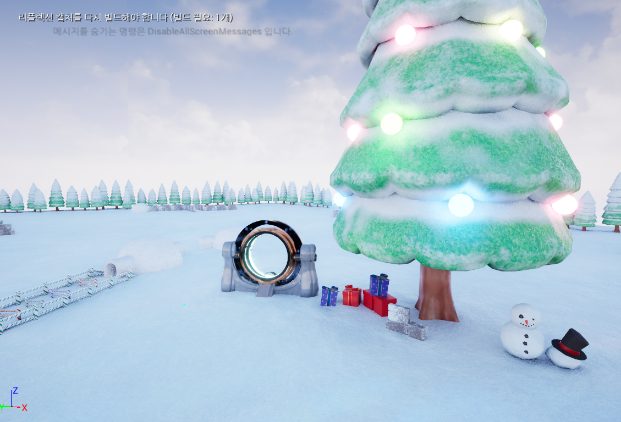 리플렉션 캡처를 다시 빌드해야 합니다 (빌드 필요: 1개)
메시지를 숨기는 명령은 DisableAllScreenMessages 입니다.
Z
X